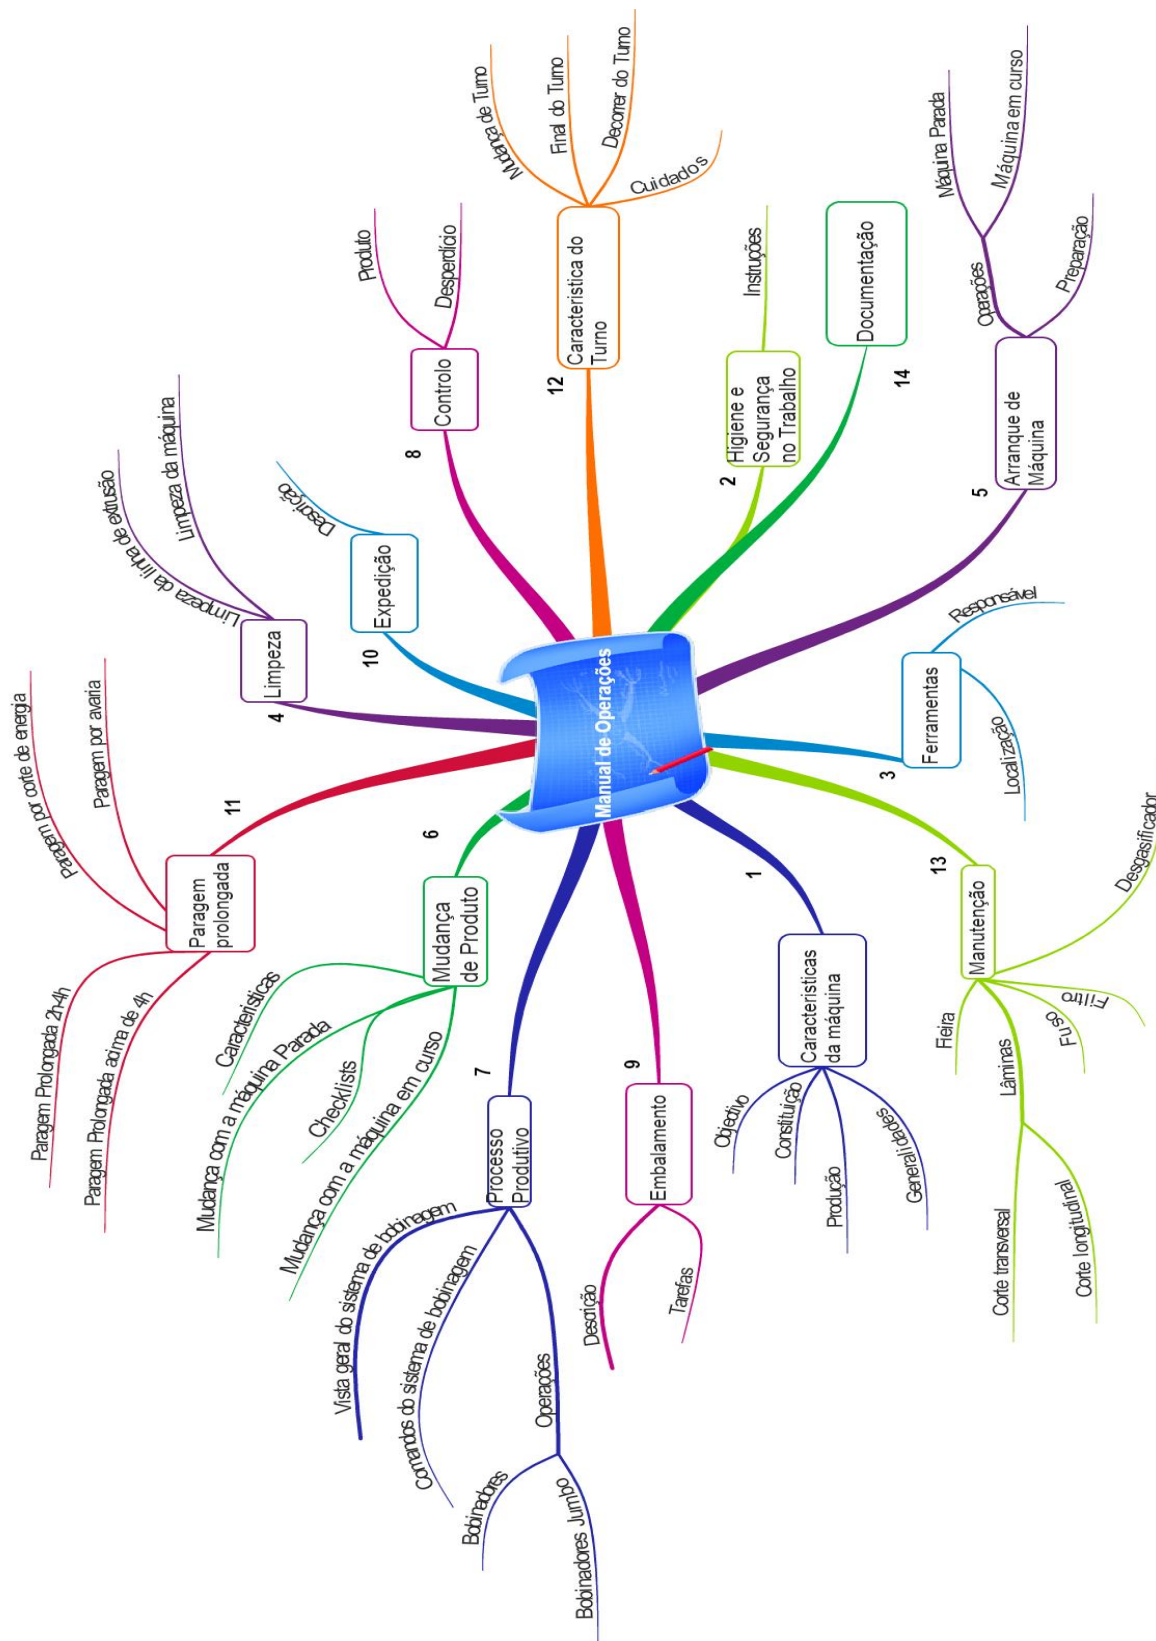 Manual de Operações
1
Características
da máquina
Objectivo
Constituição
Produção
Generalidades
2
Higiene e
Segurança
no Trabalho
Instruções
3
Ferramentas
Responsável
Localização
4
Limpeza
Limpeza da linha de extrusão
Limpeza da máquina
5
Arranque de
Máquina
Operações
Máquina Parada
Máquina em curso
Preparação
6
Mudança
de Produto
Características
Mudança com a máquina Parada
Checklists
Mudança com a máquina em curso
7
Processo
Produtivo
Vista geral do sistema de bobinagem
Comandos do sistema de bobinagem
Operações
Bobinadores
Bobinadores Jumbo
8
Controlo
Produto
Desperdício
9
Embalamento
Descrição
Tarefas
10
Expedição
Descrição
11
Paragem
prolongada
Paragem por corte de energia
Paragem por avaria
Paragem Prolongada 2h-4h
Paragem Prolongada acima de 4h
12
Característica do
Turno
Mudança de Turno
Final do Turno
Decorrer do Turno
Cuidados
13
Manutenção
Fieira
Lâminas
Corte transversal
Corte longitudinal
Fuso
Filtro
Desgasificador
14
Documentação